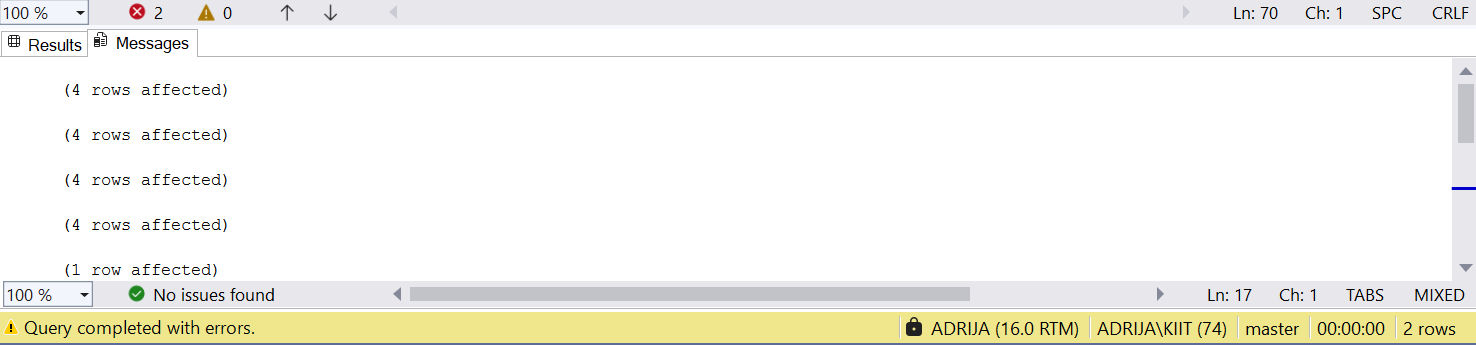 100 % 2 0 Ln: 70 Ch: 1 SPC CRLF
Results Messages
(4 rows affected)
(4 rows affected)
(4 rows affected)
(4 rows affected)
(1 row affected)
100 % No issues found Ln: 17 Ch: 1 TABS MIXED
Query completed with errors. ADRIJA (16.0 RTM) ADRIJA\KIIT (74) master 00:00:00 2 rows